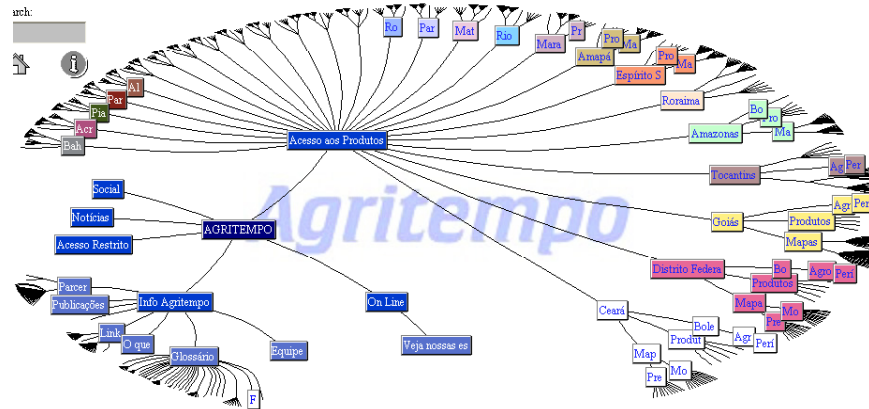 arch:
Ro
Par
Mat
Rio
Mara
Pr
Pro
Ma
Amapá
Pro
Ma
Espírito S
Roraima
Al
Par
Pia
Acr
Bah
Acesso aos Produtos
Bo
Pro
Ma
Amazonas
Ag
Per
Tocantins
Social
Notícias
Acesso Restrito
AGRITEMPO
Agritempo
Goiás
Agr
Perí
Produtos
Mapas
Distrito Federa
Bo
Agro
Perí
Produtos
Mapa
Mo
Pre
Parcer
Publicações
Info Agritempo
On Line
Link
O que
Glossário
Equipe
Veja nossas es
F
Ceará
Bole
Produt
Agr
Perí
Map
Mo
Pre